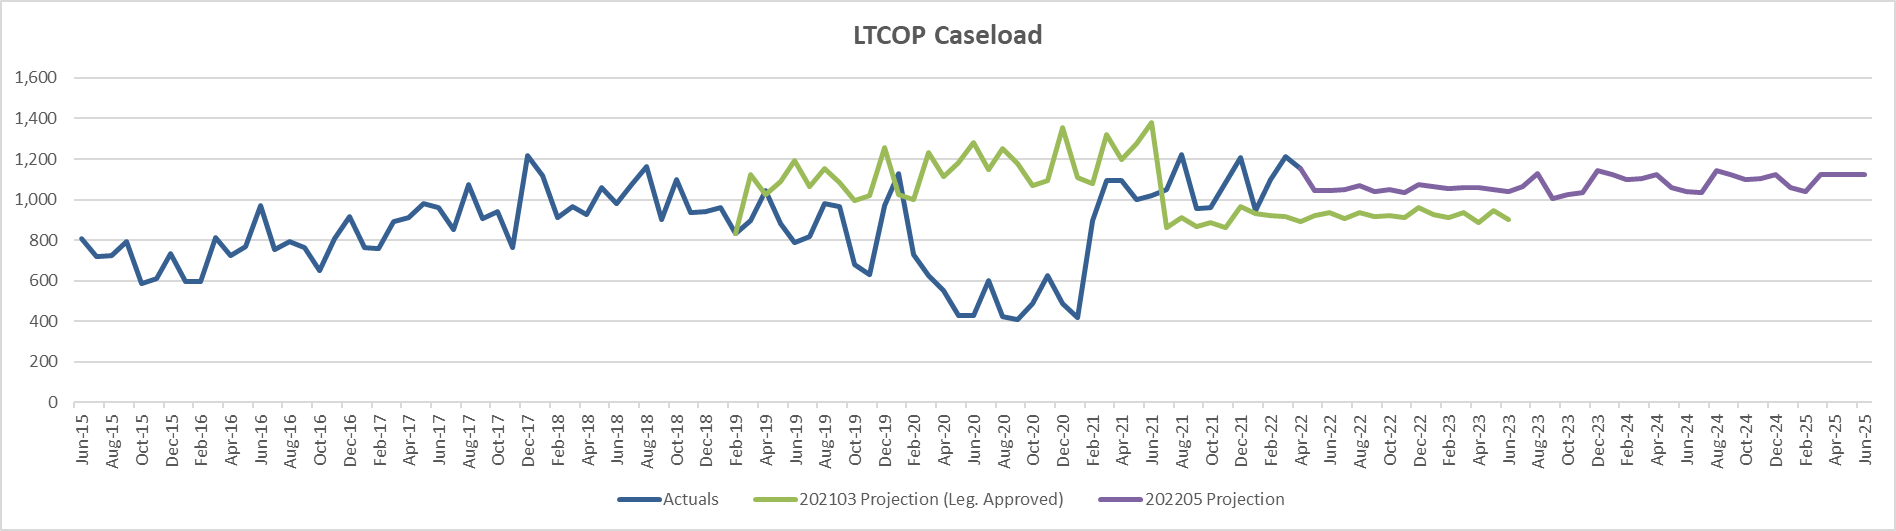 LTCOP Caseload
1,600
1,400
1,200
1,000
800
600
400
200
0
Jun-15
Aug-15
Oct-15
Dec-15
Feb-16
Apr-16
Jun-16
Aug-16
Oct-16
Dec-16
Feb-17
Apr-17
Jun-17
Aug-17
Oct-17
Dec-17
Feb-18
Apr-18
Jun-18
Aug-18
Oct-18
Dec-18
Feb-19
Apr-19
Jun-19
Aug-19
Oct-19
Dec-19
Feb-20
Apr-20
Jun-20
Aug-20
Oct-20
Dec-20
Feb-21
Apr-21
Jun-21
Aug-21
Oct-21
Dec-21
Feb-22
Apr-22
Jun-22
Aug-22
Oct-22
Dec-22
Feb-23
Apr-23
Jun-23
Aug-23
Oct-23
Dec-23
Feb-24
Apr-24
Jun-24
Aug-24
Oct-24
Dec-24
Feb-25
Apr-25
Jun-25
Actuals
202103 Projection (Leg. Approved)
202205 Projection